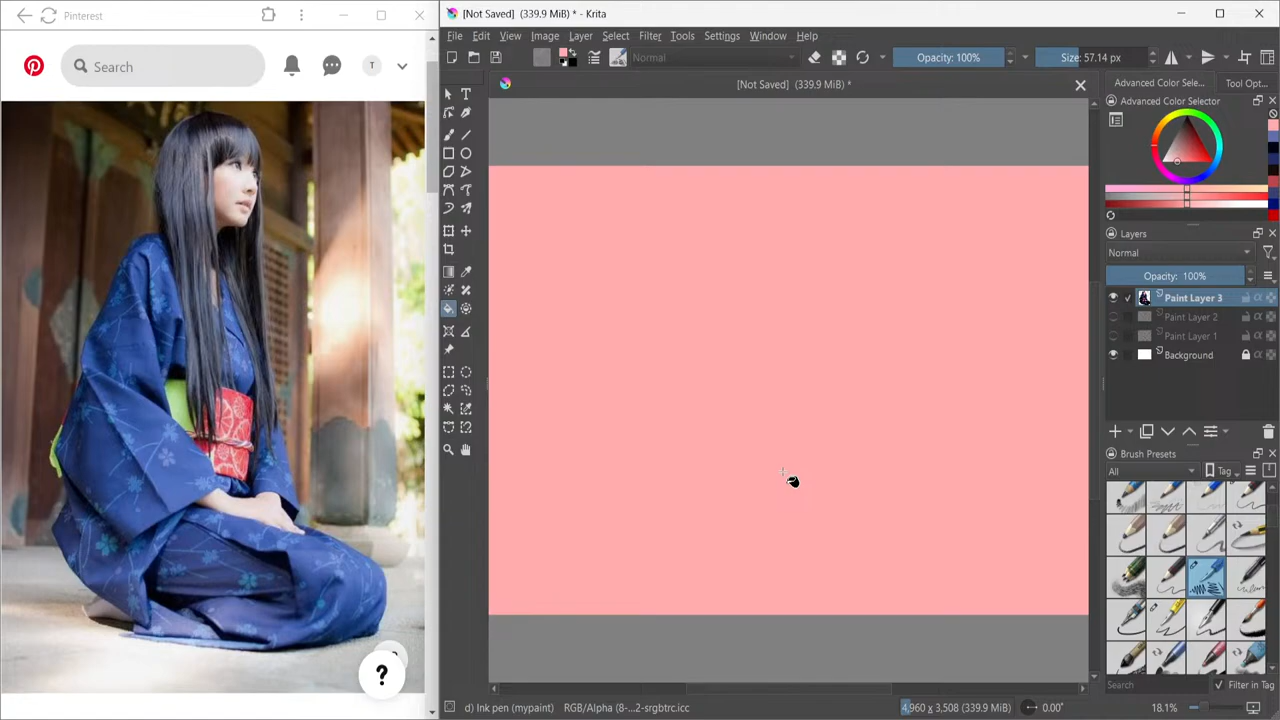 Pinterest
Search
T
?
[Not Saved] (339.9 MiB) * - Krita
File Edit View Image Layer Select Filter Tools Settings Window Help
Normal
Opacity: 100%
Size: 57.14 px
[Not Saved] (339.9 MiB) *
Advanced Color Sele...
Tool Opt...
Advanced Color Selector
Layers
Normal
Opacity: 100%
Paint Layer 3
Paint Layer 2
Paint Layer 1
Background
Brush Presets
All
Tag
Search
Filter in Tag
d) Ink pen (mypaint)
RGB/Alpha (8-...2-srgbtrc.icc
4,960 x 3,508 (339.9 MiB)
0.00°
18.1%